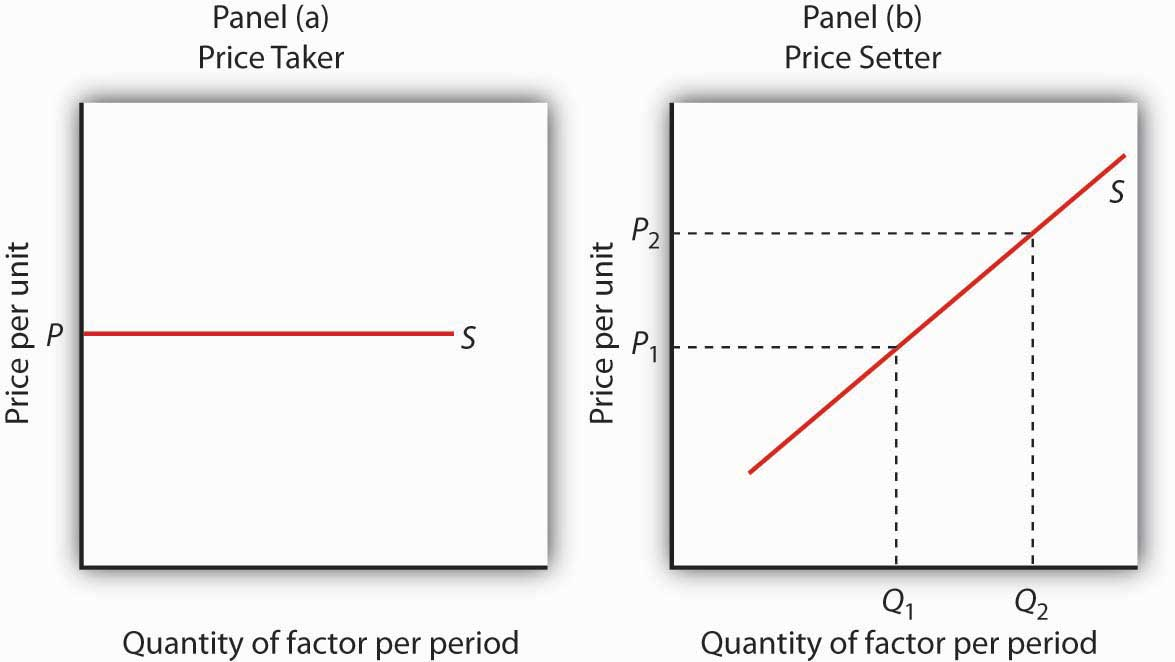 Panel (a)
Price Taker
Price per unit
P
S
Quantity of factor per period
Panel (b)
Price Setter
Price per unit
P₂
P₁
S
Q₁
Q₂
Quantity of factor per period